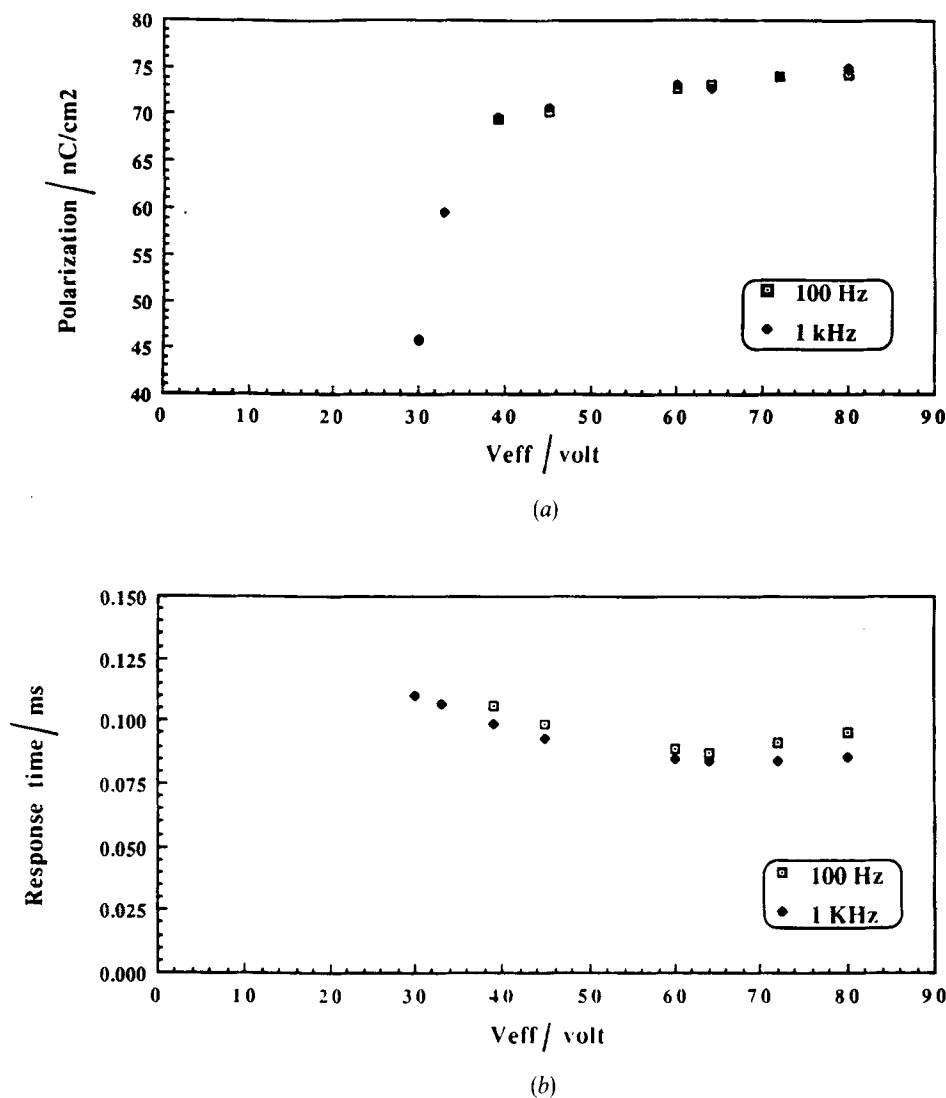 80
75
70
65
60
55
50
45
40
Polarization / nC/cm2
100 Hz
1 kHz
0 10 20 30 40 50 60 70 80 90
Veff / volt
(a)
0.150
0.125
0.100
0.075
0.050
0.025
0.000
Response time / ms
100 Hz
1 KHz
0 10 20 30 40 50 60 70 80 90
Veff / volt
(b)